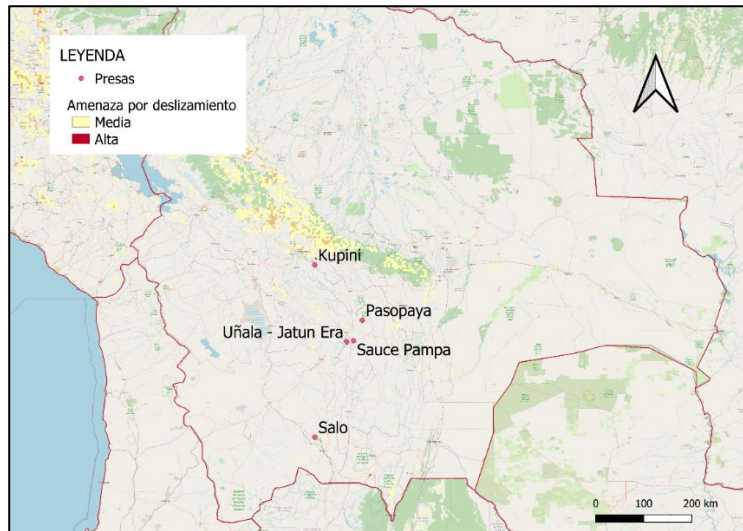 LEYENDA
Presas
Amenaza por deslizamiento
Media
Alta
Kupini
Pasopaya
Uñala - Jatun Era
Sauce Pampa
Salo
0 100 200 km